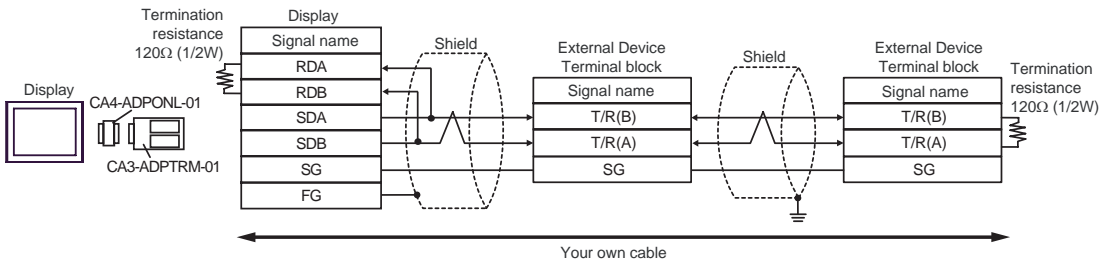 Termination
resistance
120Ω (1/2W)
Display
Signal name
RDA
RDB
SDA
SDB
SG
FG
Display
CA4-ADPONL-01
CA3-ADPTRM-01
Shield
External Device
Terminal block
Signal name
T/R(B)
T/R(A)
SG
Shield
External Device
Terminal block
Signal name
T/R(B)
T/R(A)
SG
Termination
resistance
120Ω (1/2W)
Your own cable